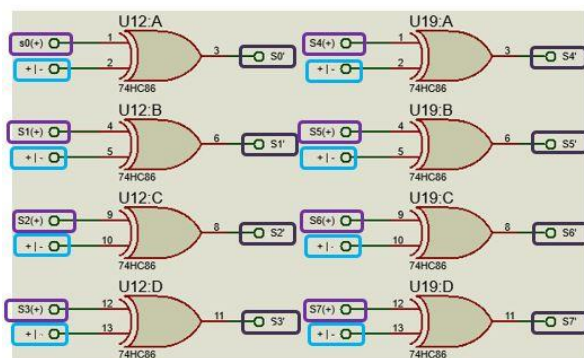 U12:A
s0(+)
1
3
S0'
+ | -
2
74HC86
U19:A
S4(+)
1
3
S4'
+ | -
2
74HC86
U12:B
S1(+)
4
6
S1'
+ | -
5
74HC86
U19:B
S5(+)
4
6
S5'
+ | -
5
74HC86
U12:C
S2(+)
9
8
S2'
+ | -
10
74HC86
U19:C
S6(+)
9
8
S6'
+ | -
10
74HC86
U12:D
S3(+)
12
11
S3'
+ | -
13
74HC86
U19:D
S7(+)
12
11
S7'
+ | -
13
74HC86